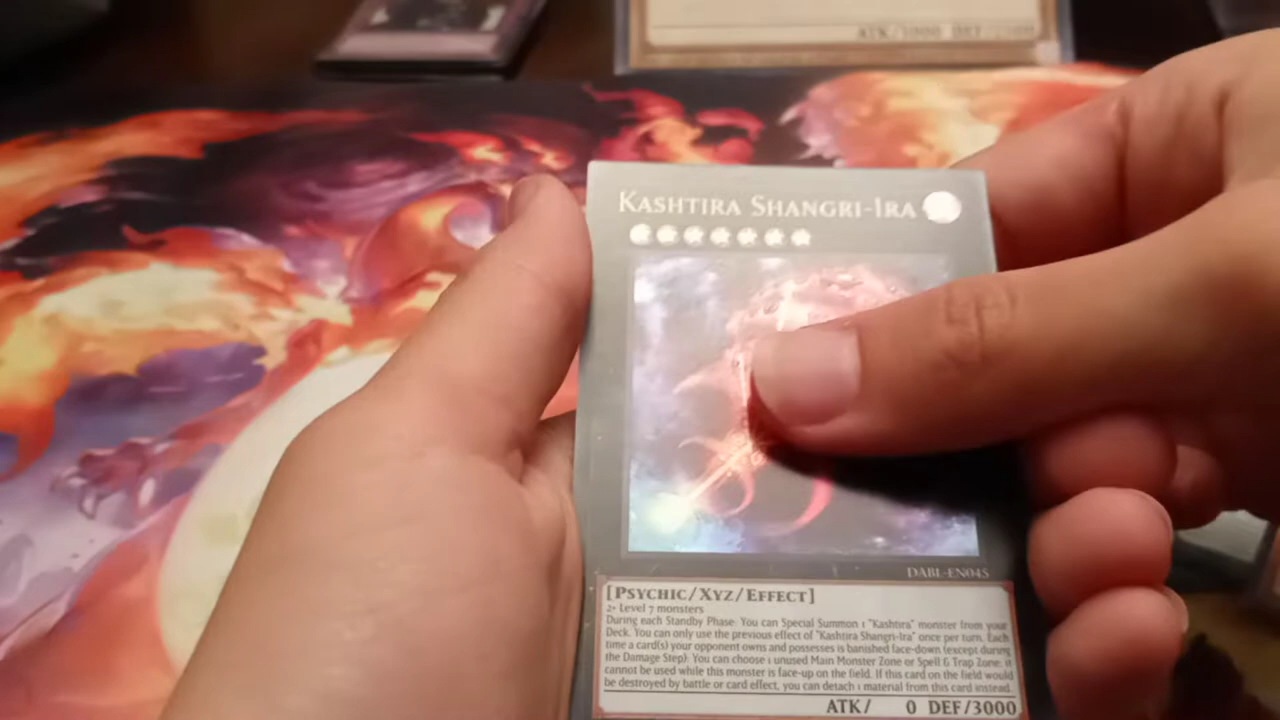 ATK/3000 DEF/
KASHTIRA SHANGRI-IRA
DABL-EN045
[PSYCHIC/XYZ/EFFECT]
2+ Level 7 monsters
During each Standby Phase: You can Special Summon 1 "Kashtira" monster from your
Deck. You can only use the previous effect of "Kashtira Shangri-Ira" once per turn. Each
time a card(s) your opponent owns and possesses is banished face-down (except during
the Damage Step): You can choose 1 unused Main Monster Zone or Spell & Trap Zone; it
cannot be used while this monster is face-up on the field. If this card on the field would
be destroyed by battle or card effect, you can detach 1 material from this card instead.
ATK/ 0 DEF/3000